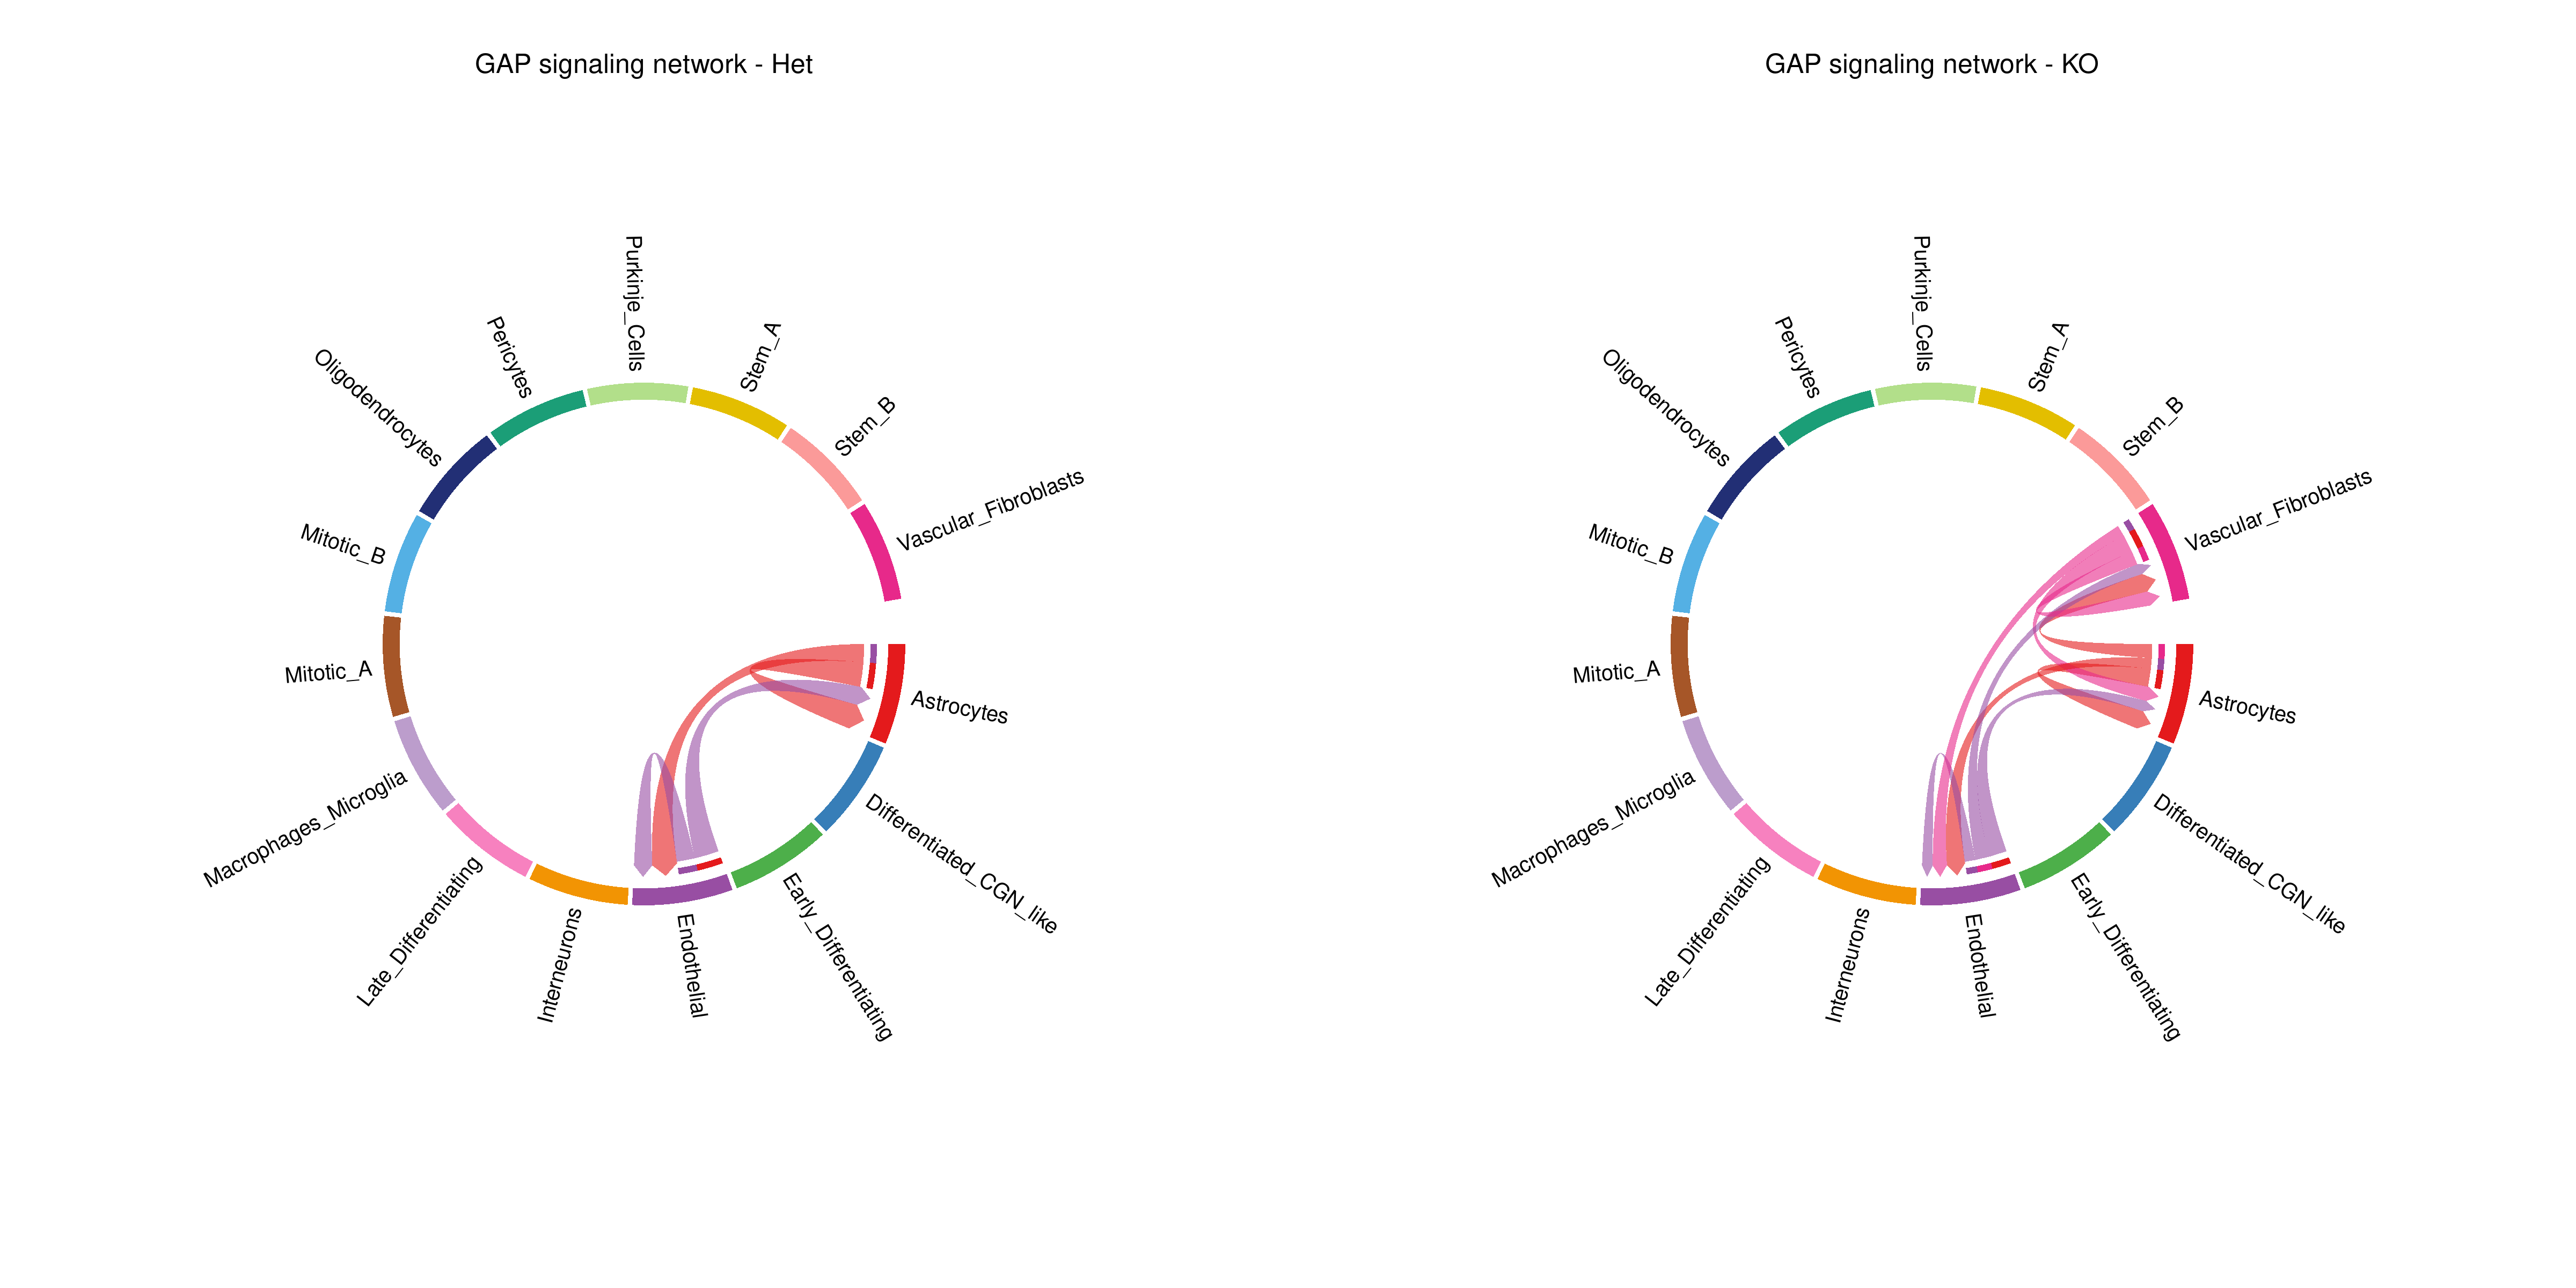 GAP signaling network - Het
Purkinje_Cells
Stem_A
Pericytes
Stem_B
Oligodendrocytes
Vascular_Fibroblasts
Mitotic_B
Mitotic_A
Astrocytes
Macrophages_Microglia
Differentiated_CGN_like
Late_Differentiating
Early_Differentiating
Interneurons
Endothelial
GAP signaling network - KO
Purkinje_Cells
Stem_A
Pericytes
Stem_B
Oligodendrocytes
Vascular_Fibroblasts
Mitotic_B
Mitotic_A
Astrocytes
Macrophages_Microglia
Differentiated_CGN_like
Late_Differentiating
Early_Differentiating
Interneurons
Endothelial